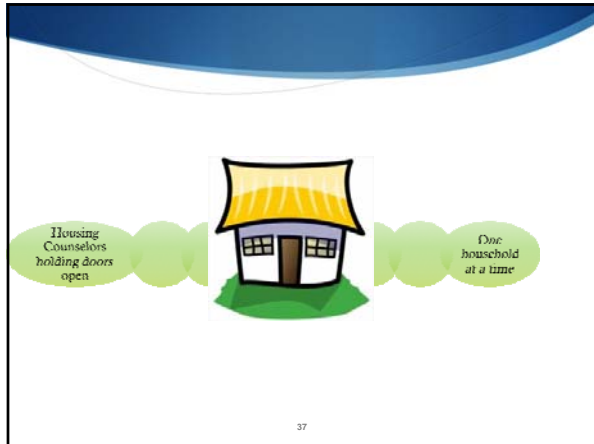 Housing
Counselors
holding doors
open
One
household
at a time
37